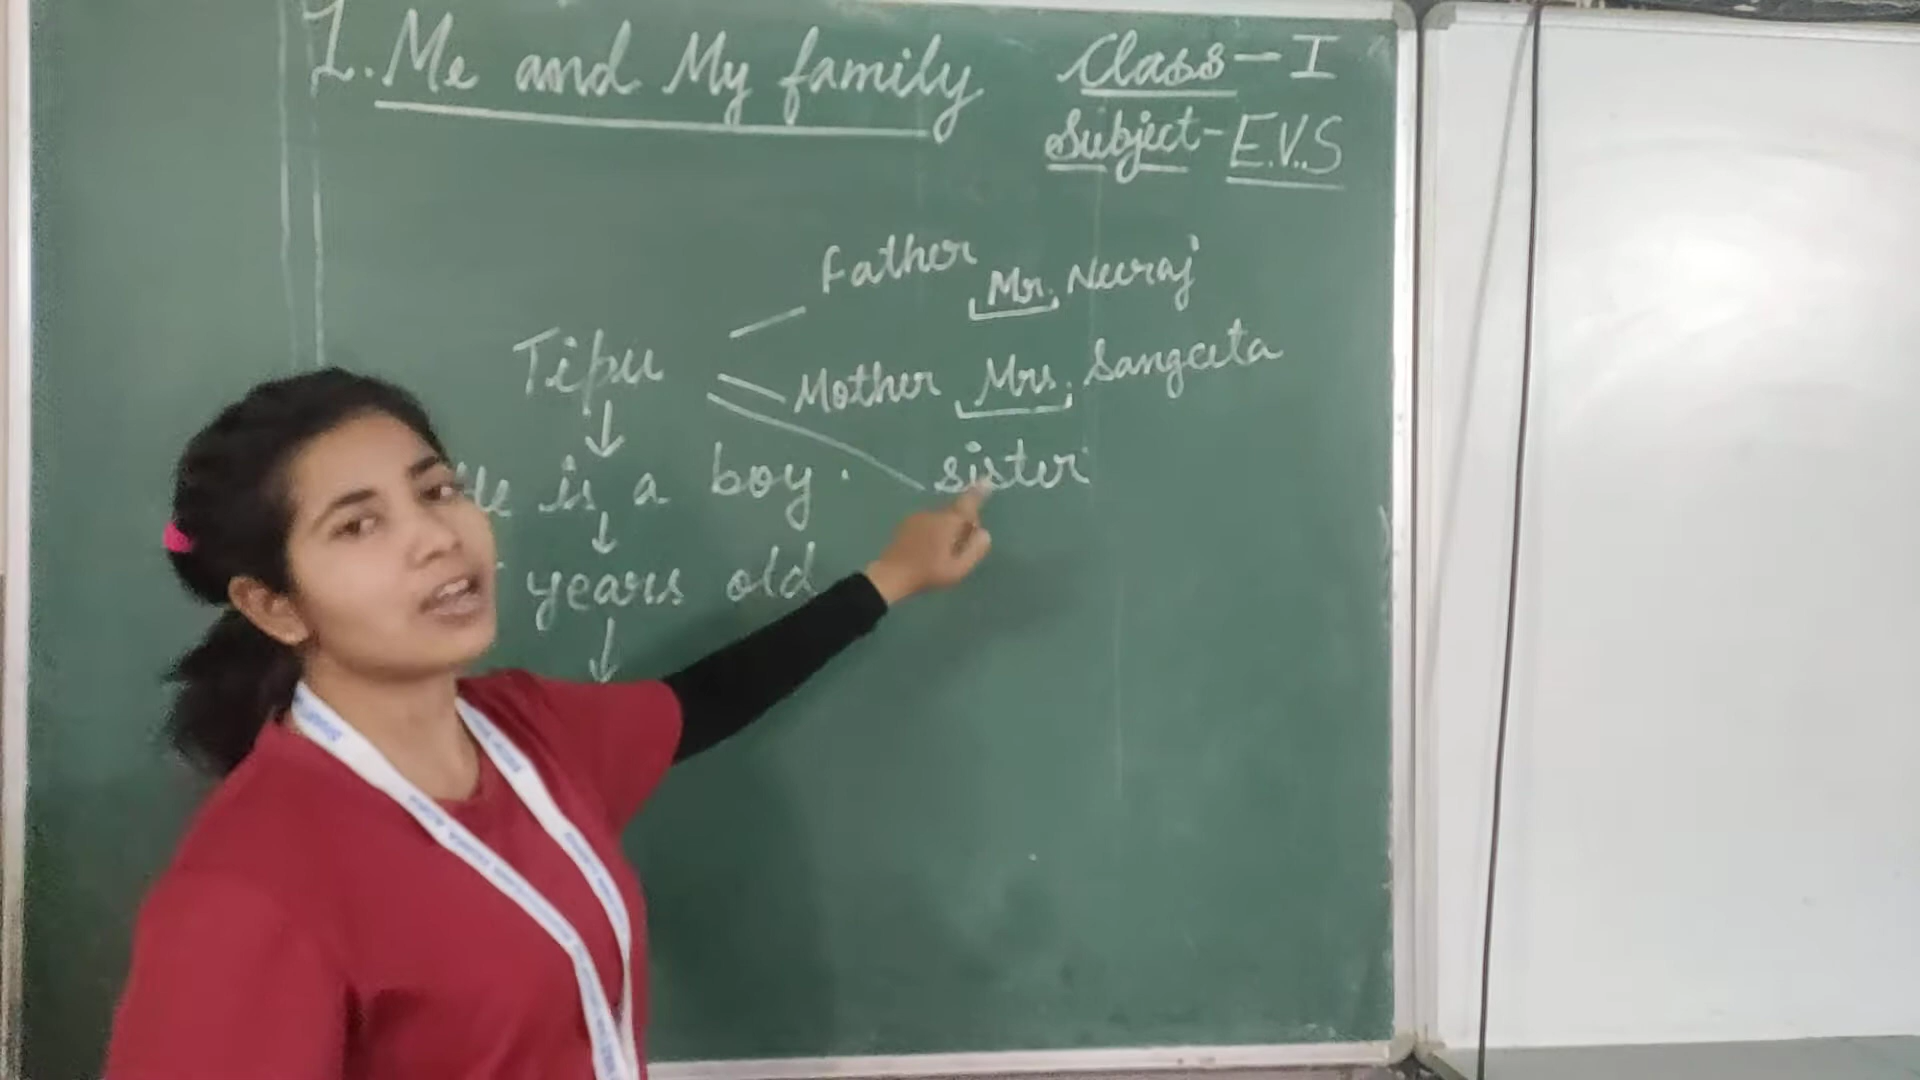 1. Me and My family
Class - I
Subject - E.V.S
Father Mr. Neeraj
Tipu
Mother Mrs. Sangeeta
is a boy.
sister
years old